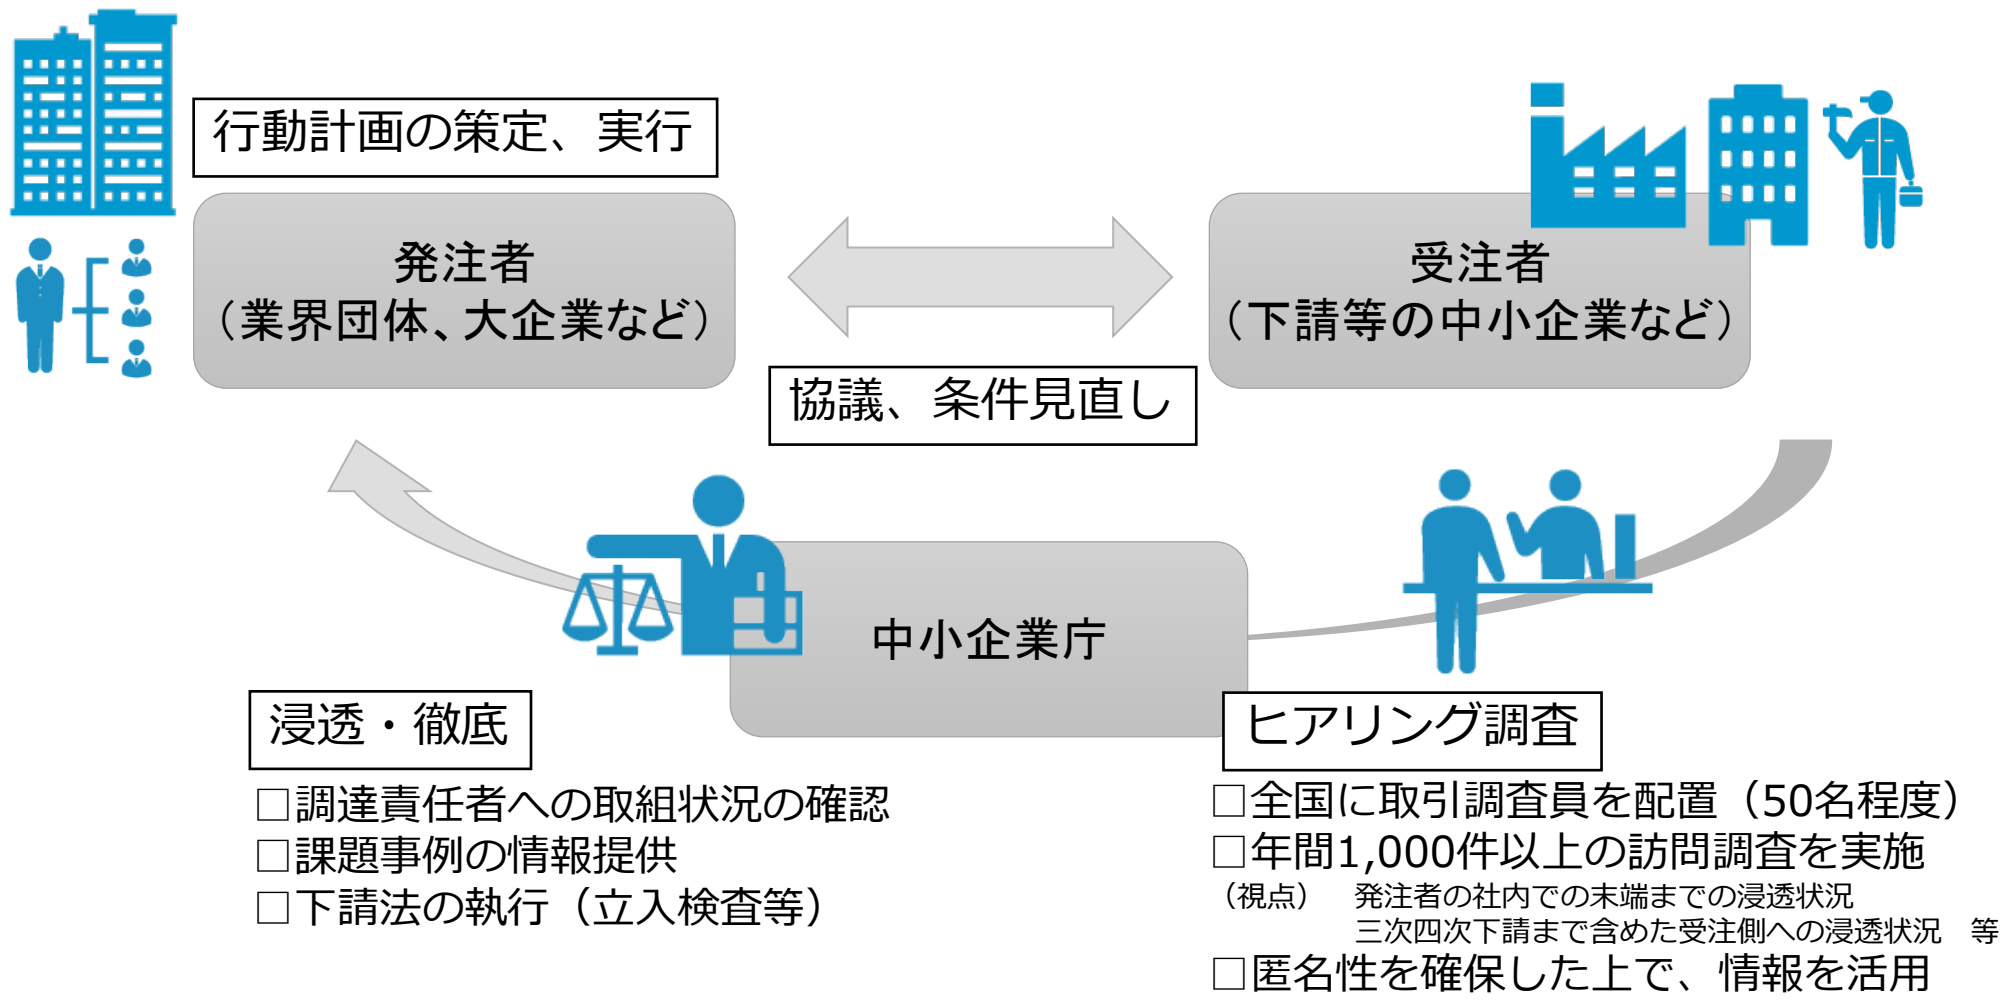 行動計画の策定、実行
発注者
（業界団体、大企業など）
受注者
（下請等の中小企業など）
協議、条件見直し
中小企業庁
浸透・徹底
□調達責任者への取組状況の確認
□課題事例の情報提供
□下請法の執行（立入検査等）
ヒアリング調査
□全国に取引調査員を配置（50名程度）
□年間1,000件以上の訪問調査を実施
（視点）　発注者の社内での末端までの浸透状況
三次四次下請まで含めた受注側への浸透状況　等
□匿名性を確保した上で、情報を活用